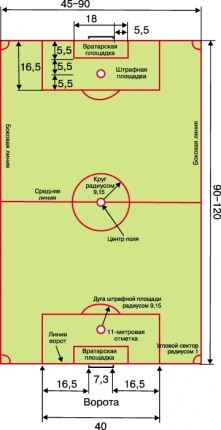 45–90
18
5,5
Вратарская
площадка
5,5
5,5
5,5
16,5
Штрафная
площадка
Боковая линия
Боковая линия
90–120
Круг
радиусом
9,15
Средняя
линия
Центр поля
Дуга штрафной площади
радиусом 9,15
Линия
ворот
11-метровая
отметка
Угловой сектор
радиусом 1
Вратарская
площадка
16,5
7,3
16,5
Ворота
40